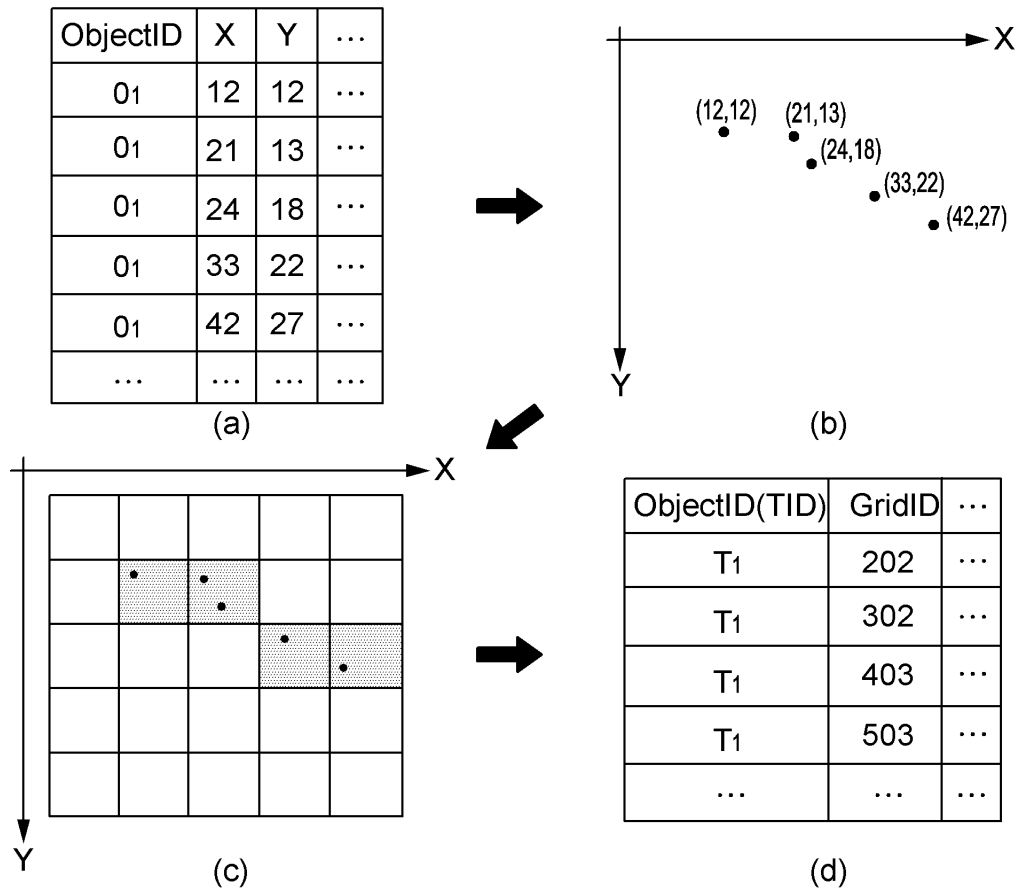 ObjectID X Y ...
O1 12 12 ...
O1 21 13 ...
O1 24 18 ...
O1 33 22 ...
O1 42 27 ...
... ... ... ...
(a)
X
(12,12) (21,13)
(24,18)
(33,22)
(42,27)
Y
(b)
X
Y
(c)
ObjectID(TID) GridID ...
T1 202 ...
T1 302 ...
T1 403 ...
T1 503 ...
... ... ...
(d)